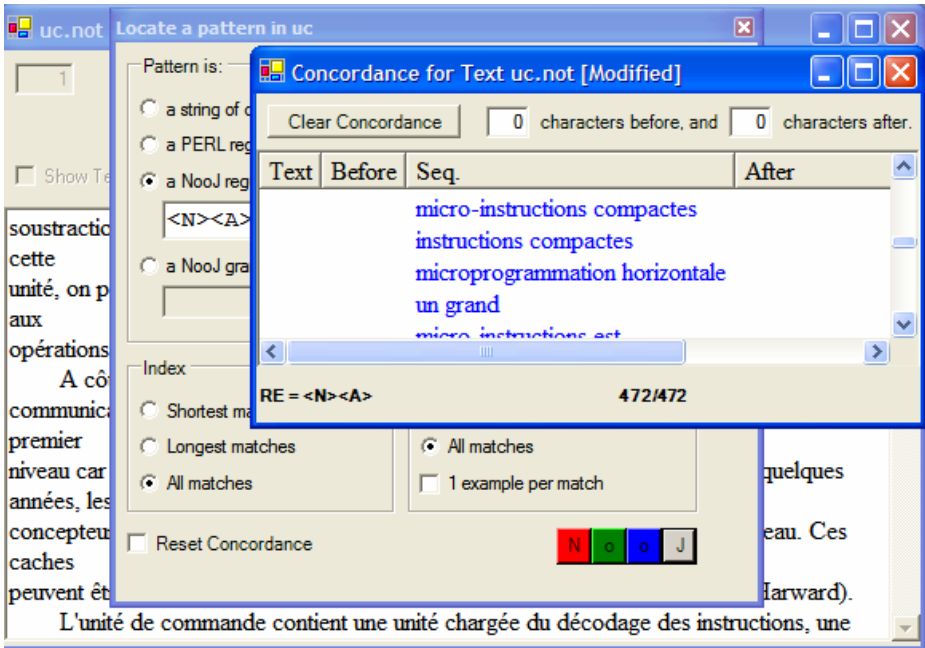 uc.not
Locate a pattern in uc
1
Show Te
Pattern is:
a string of c
a PERL reg
a NooJ reg
<N><A>
a NooJ gra
Index
Shortest ma
Longest matches
All matches
All matches
1 example per match
Reset Concordance
N o o J
Concordance for Text uc.not [Modified]
Clear Concordance 0 characters before, and 0 characters after.
Text Before Seq. After
micro-instructions compactes
instructions compactes
microprogrammation horizontale
un grand
micro-instructions est
RE = <N><A> 472/472
soustractio
cette
unité, on p
aux
opérations
A cô
communica
premier
niveau car quelques
années, les
concepteu eau. Ces
caches
peuvent êt Harward).
L'unité de commande contient une unité chargée du décodage des instructions, une